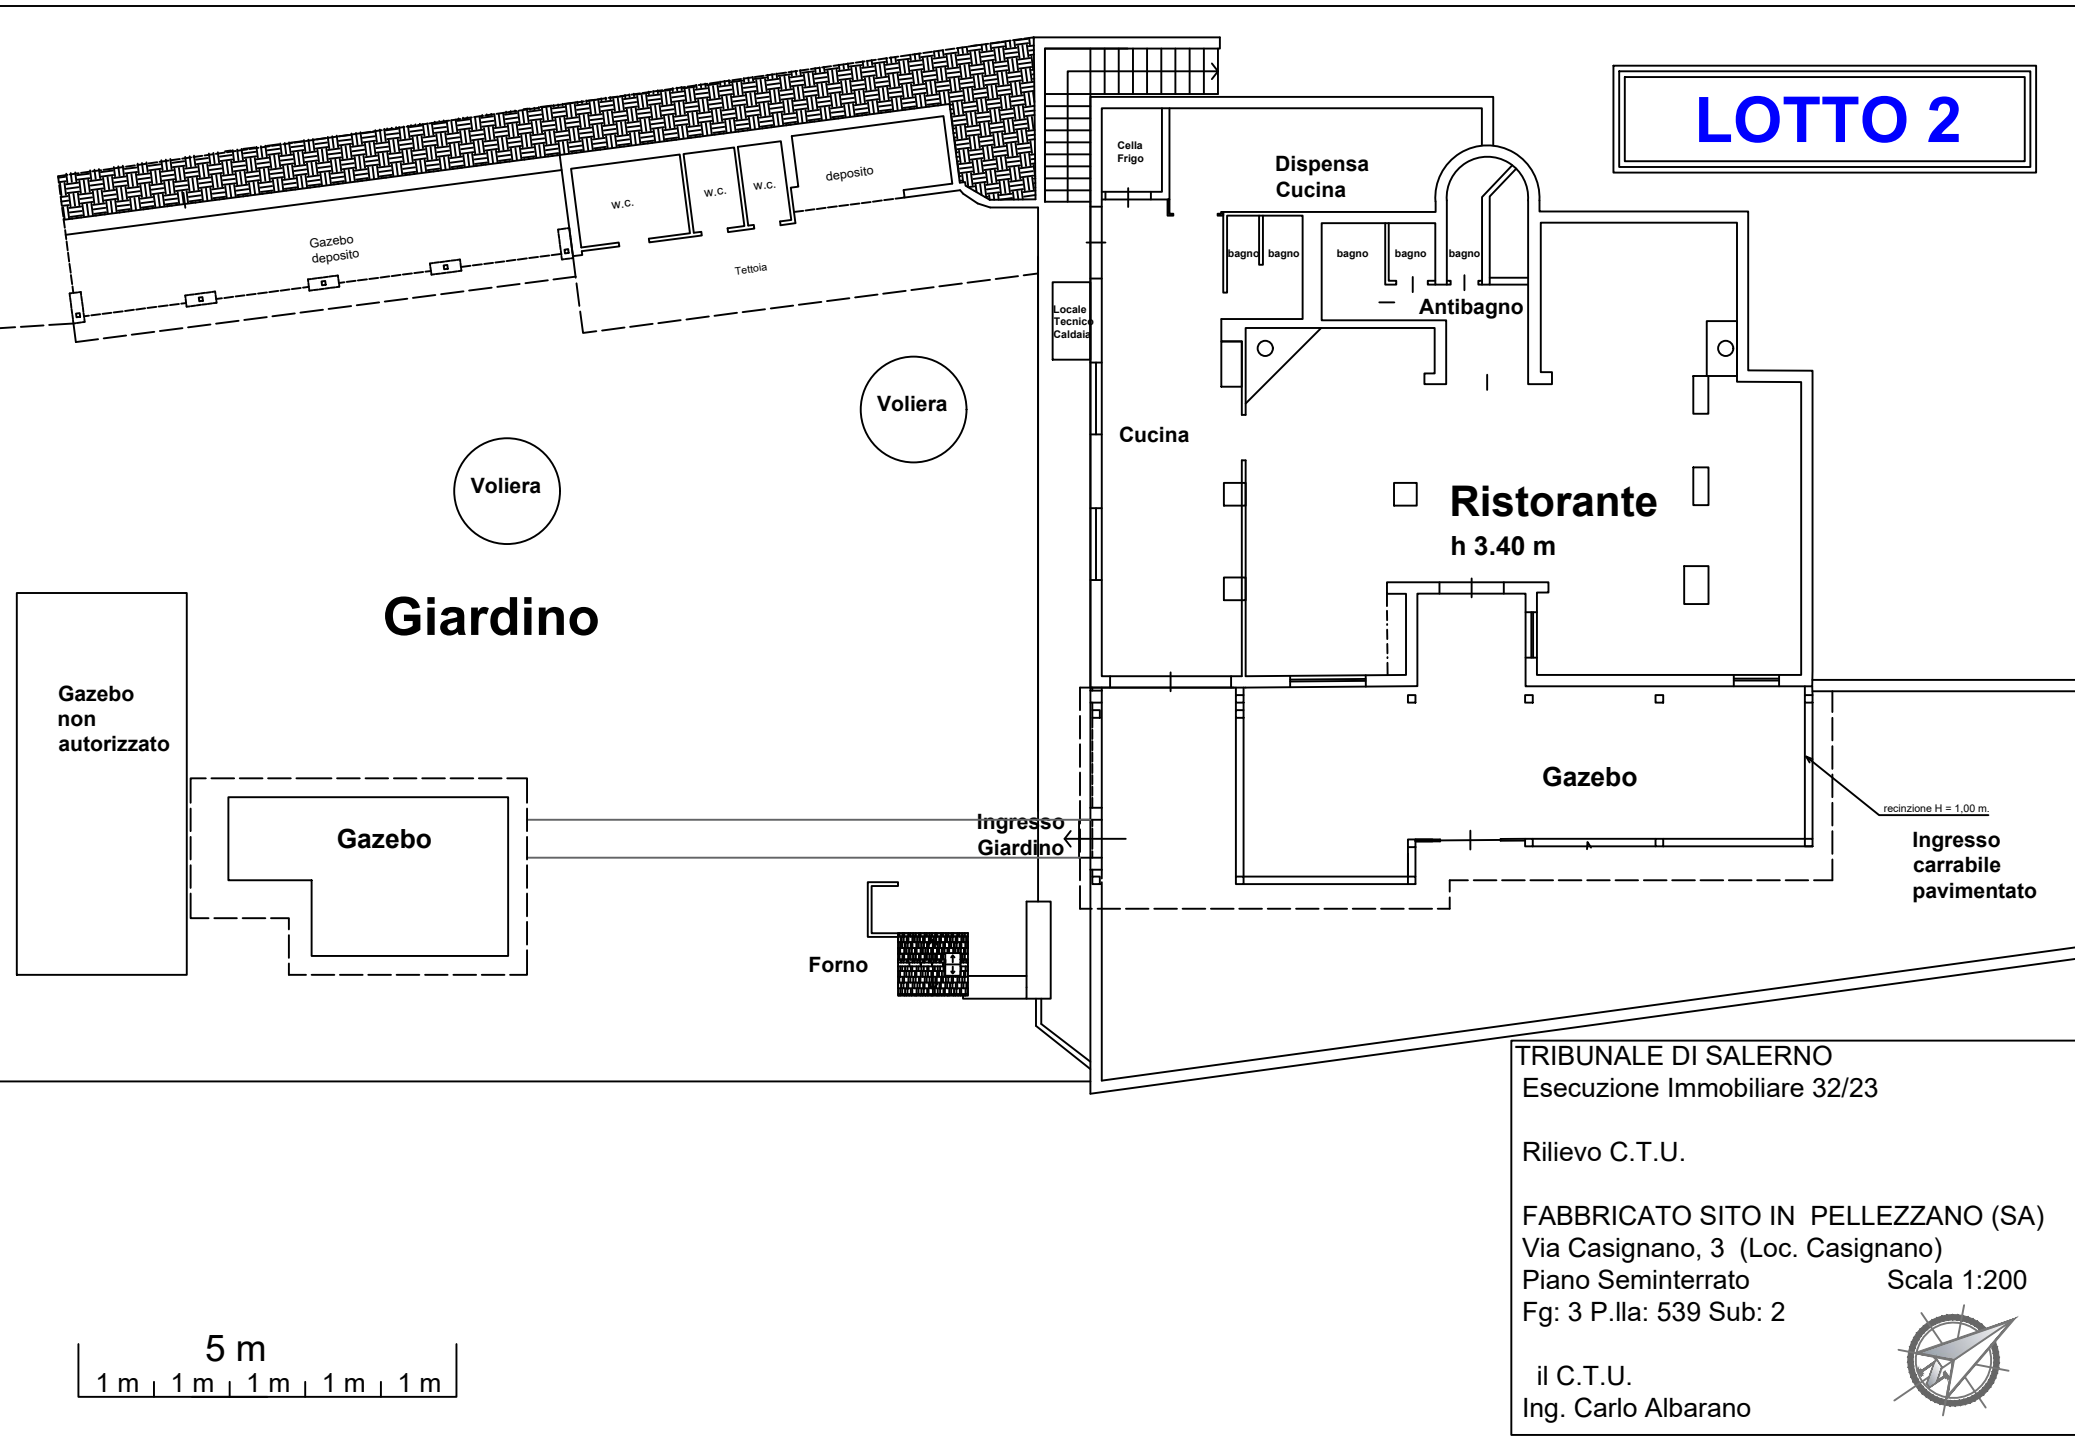 LOTTO 2
Cella
Frigo
Dispensa
Cucina
w.c.
w.c.
w.c.
deposito
Gazebo
deposito
Tettoia
bagno
bagno
bagno
bagno
bagno
Antibagno
Locale
Tecnico
Caldaia
Voliera
Voliera
Cucina
Ristorante
h 3.40 m
Giardino
Gazebo
non
autorizzato
Gazebo
Ingresso
Giardino
Gazebo
recinzione H = 1,00 m.
Ingresso
carrabile
pavimentato
Forno
TRIBUNALE DI SALERNO
Esecuzione Immobiliare 32/23
Rilievo C.T.U.
FABBRICATO SITO IN PELLEZZANO (SA)
Via Casignano, 3 (Loc. Casignano)
Piano Seminterrato Scala 1:200
Fg: 3 P.lla: 539 Sub: 2
il C.T.U.
Ing. Carlo Albarano
N
5 m
1 m 1 m 1 m 1 m 1 m